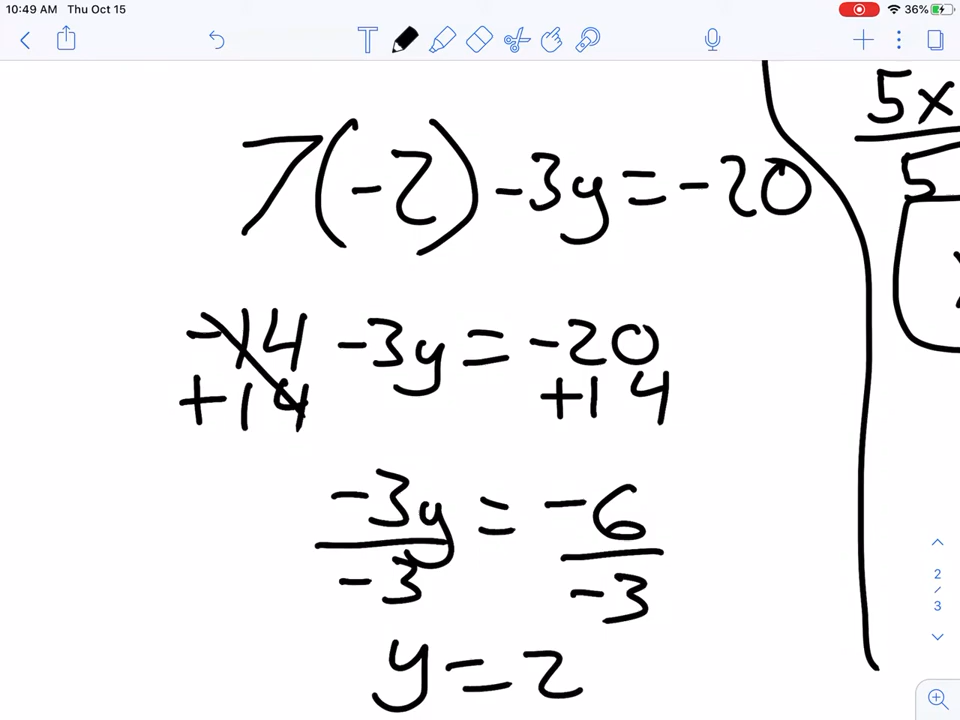 10:49 AM Thu Oct 15
36%
T
7(-2) -3y = -20
-14 -3y = -20
+14 +14
-3y = -6
-3 -3
y = 2
5x
5
2
/
3